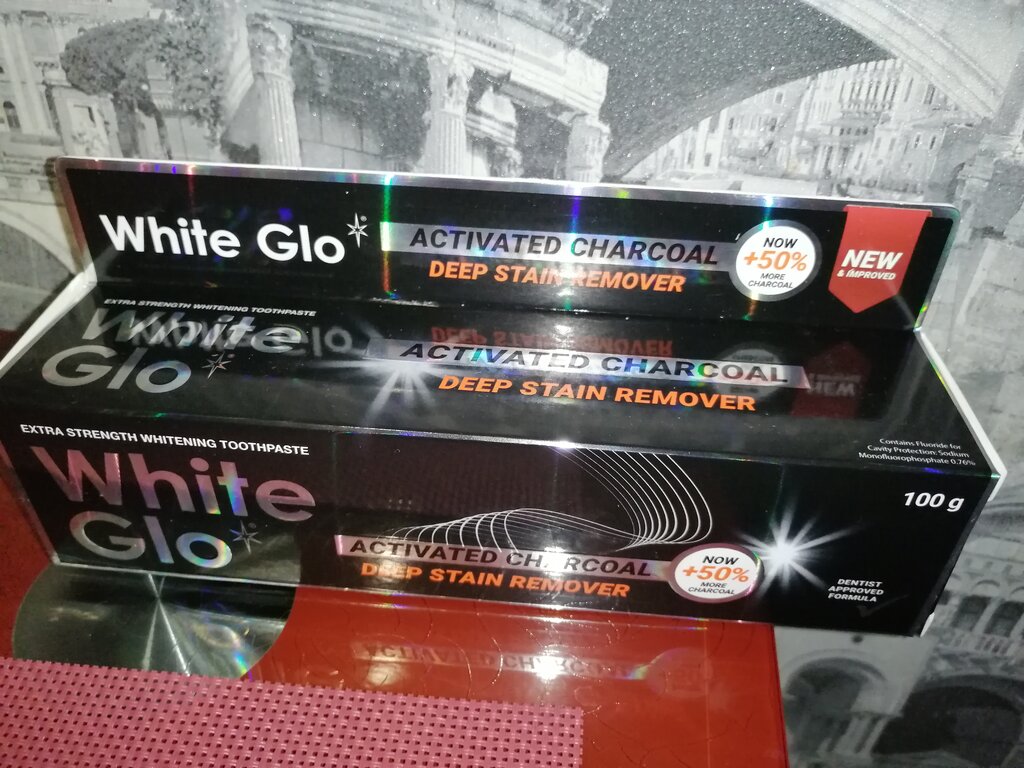 White Glo
ACTIVATED CHARCOAL
DEEP STAIN REMOVER
NOW
+50%
MORE
CHARCOAL
NEW
& IMPROVED
EXTRA STRENGTH WHITENING TOOTHPASTE
White
Glo
ACTIVATED CHARCOAL
DEEP STAIN REMOVER
Contains Fluoride for
Cavity Protection: Sodium
Monofluorophosphate 0.76%
EXTRA STRENGTH WHITENING TOOTHPASTE
White
Glo
100 g
ACTIVATED CHARCOAL
DEEP STAIN REMOVER
NOW
+50%
MORE
CHARCOAL
DENTIST
APPROVED
FORMULA